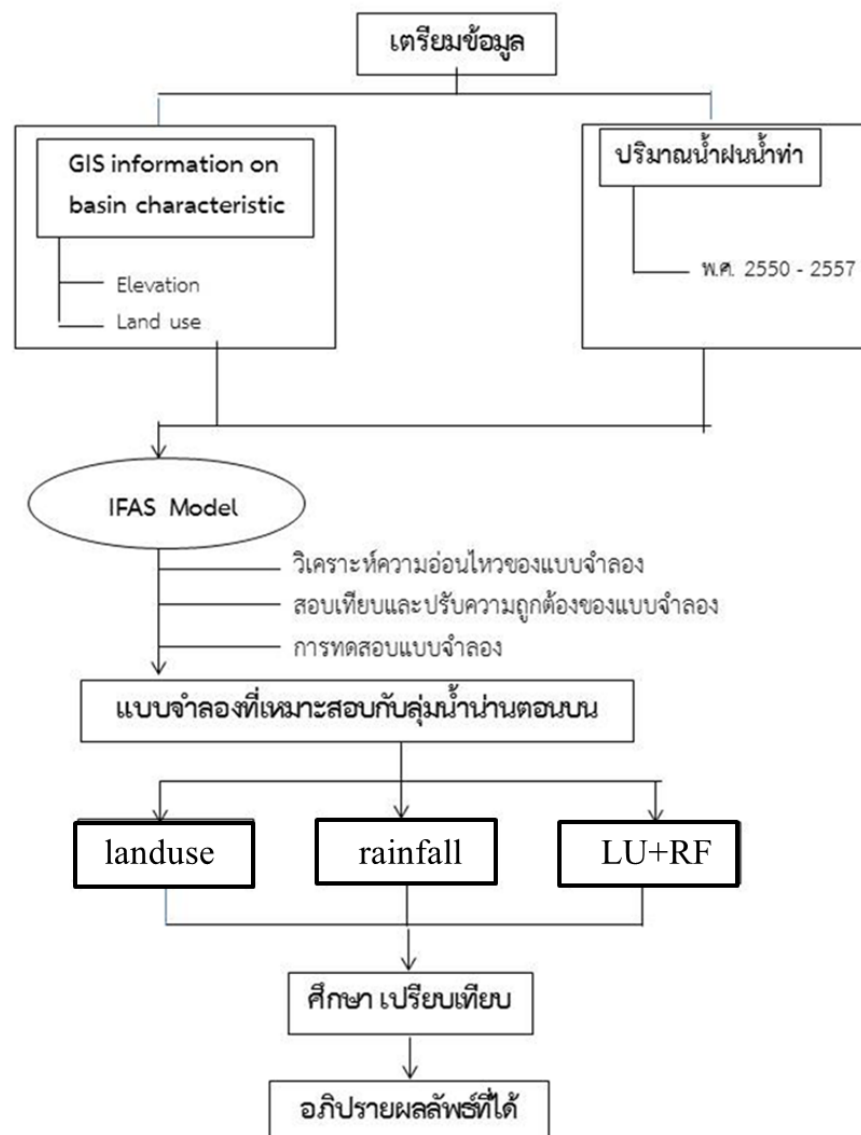 เตรียมข้อมูล
GIS information on
basin characteristic
Elevation
Land use
ปริมาณน้ำฝนน้ำท่า
พ.ศ. 2550 - 2557
IFAS Model
วิเคราะห์ความอ่อนไหวของแบบจำลอง
สอบเทียบและปรับความถูกต้องของแบบจำลอง
การทดสอบแบบจำลอง
แบบจำลองที่เหมาะสอบกับลุ่มน้ำน่านตอนบน
landuse
rainfall
LU+RF
ศึกษา เปรียบเทียบ
อภิปรายผลลัพธ์ที่ได้